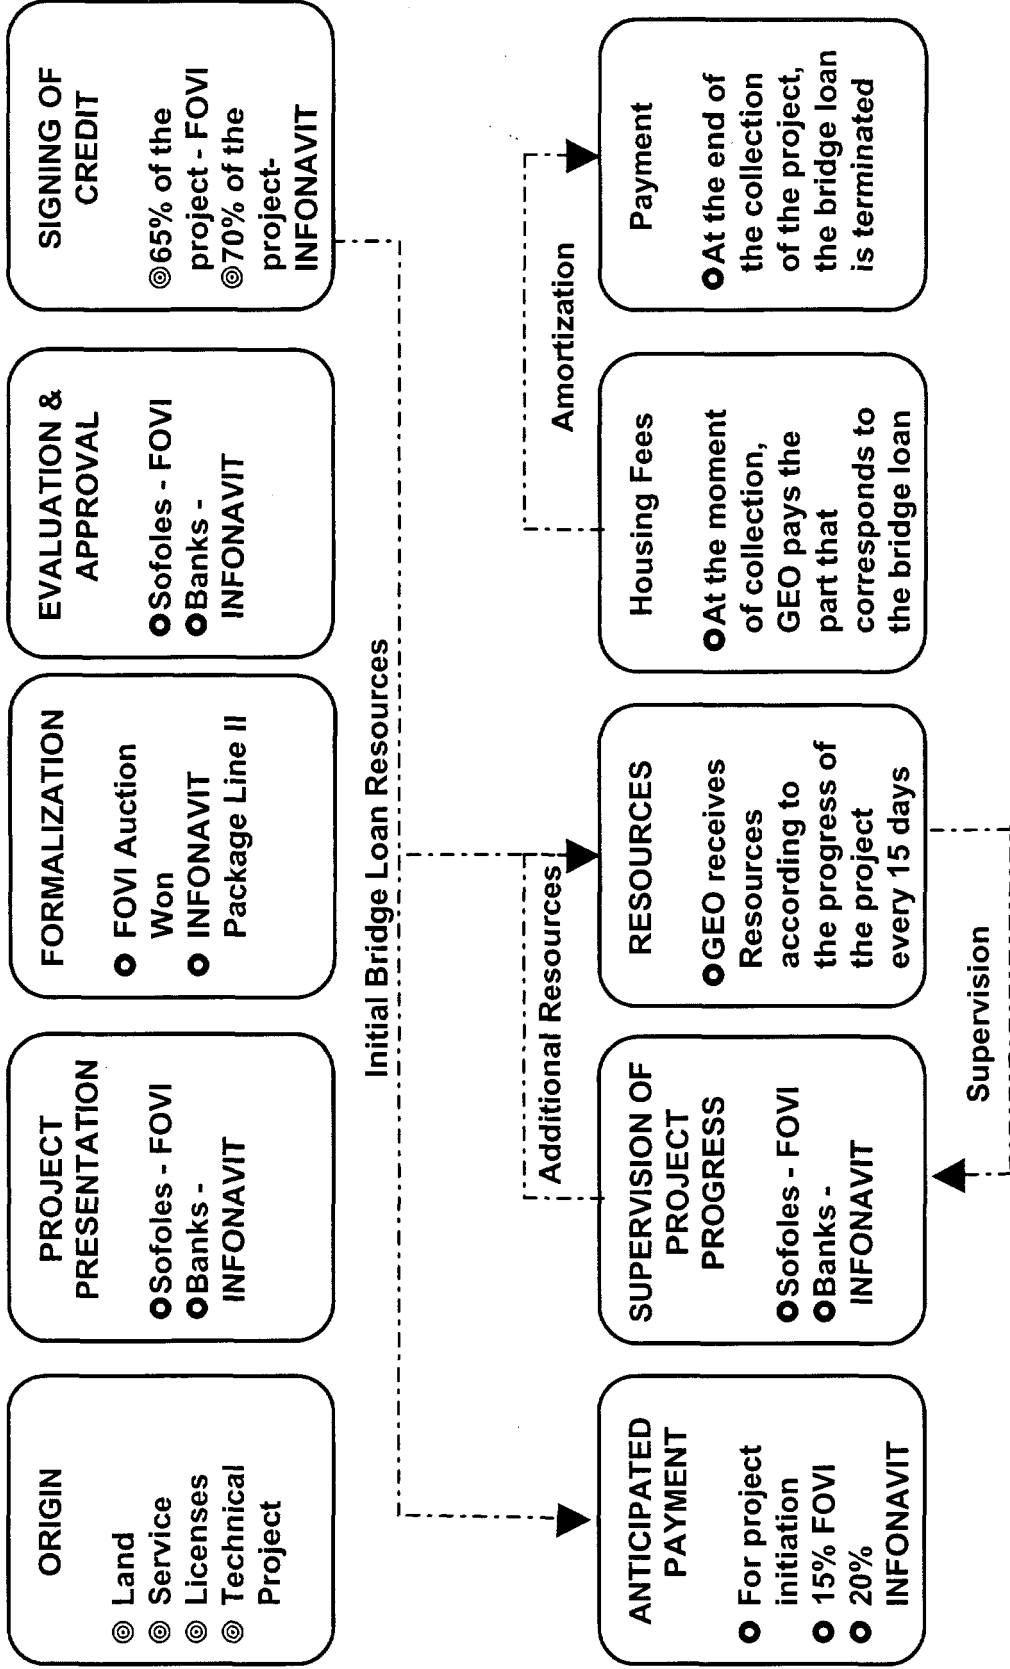 ORIGIN
◎ Land
◎ Service
◎ Licenses
◎ Technical
Project
PROJECT
PRESENTATION
●Sofoles - FOVI
●Banks -
INFONAVIT
FORMALIZATION
● FOVI Auction
Won
● INFONAVIT
Package Line II
EVALUATION &
APPROVAL
●Sofoles - FOVI
●Banks -
INFONAVIT
SIGNING OF
CREDIT
◎65% of the
project - FOVI
◎70% of the
project-
INFONAVIT
Initial Bridge Loan Resources
Additional Resources
Amortization
ANTICIPATED
PAYMENT
● For project
initiation
● 15% FOVI
● 20%
INFONAVIT
SUPERVISION OF
PROJECT
PROGRESS
●Sofoles - FOVI
●Banks -
INFONAVIT
RESOURCES
●GEO receives
Resources
according to
the progress of
the project
every 15 days
Housing Fees
●At the moment
of collection,
GEO pays the
part that
corresponds to
the bridge loan
Payment
●At the end of
the collection
of the project,
the bridge loan
is terminated
Supervision